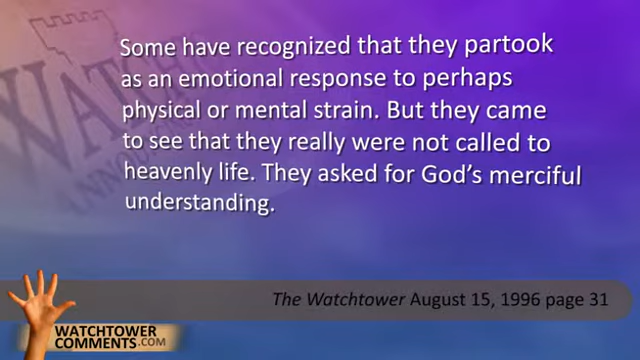 Some have recognized that they partook
as an emotional response to perhaps
physical or mental strain. But they came
to see that they really were not called to
heavenly life. They asked for God's merciful
understanding.
The Watchtower August 15, 1996 page 31
WATCHTOWER
COMMENTS.COM